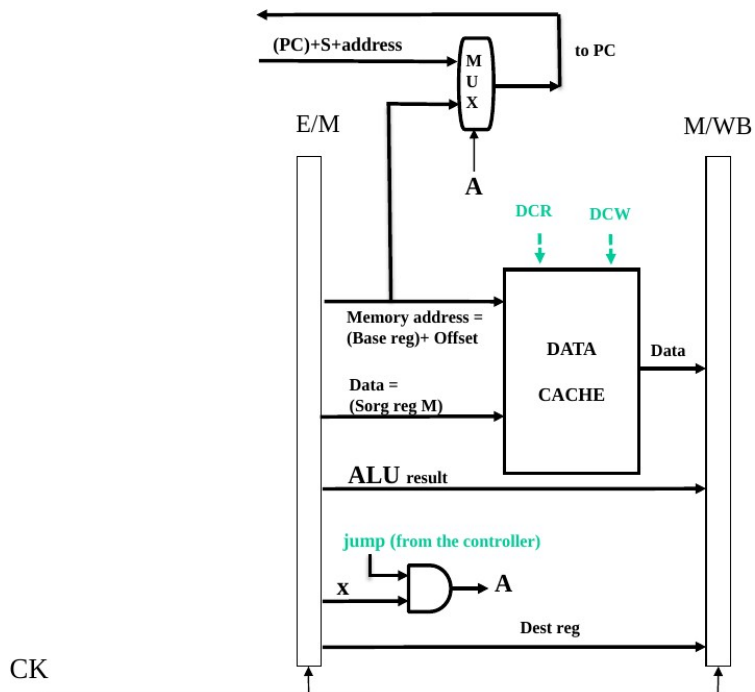 (PC)+S+address
to PC
M
U
X
E/M
M/WB
A
DCR
DCW
Memory address =
(Base reg)+ Offset
DATA
CACHE
Data
Data =
(Sorg reg M)
ALU result
jump (from the controller)
x
A
Dest reg
CK